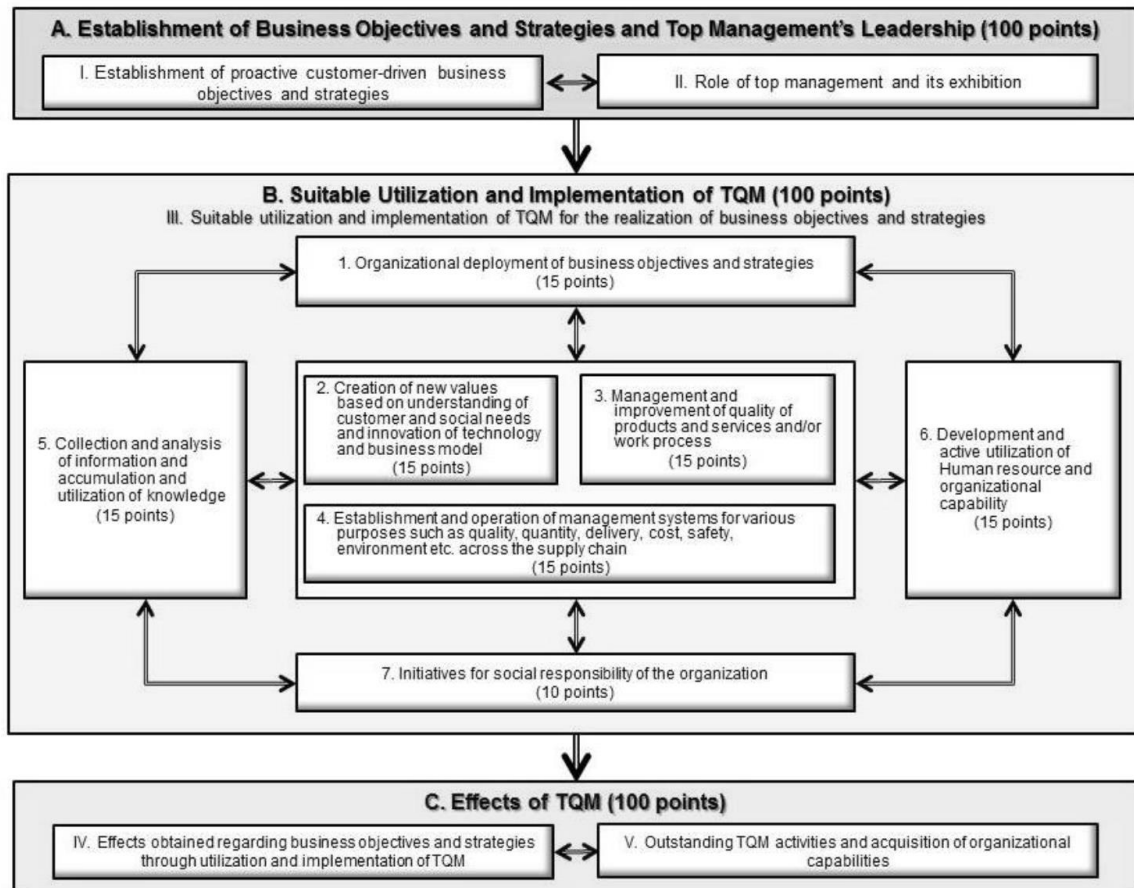 A. Establishment of Business Objectives and Strategies and Top Management's Leadership (100 points)
I. Establishment of proactive customer-driven business
objectives and strategies
II. Role of top management and its exhibition
B. Suitable Utilization and Implementation of TQM (100 points)
III. Suitable utilization and implementation of TQM for the realization of business objectives and strategies
1. Organizational deployment of business objectives and strategies
(15 points)
2. Creation of new values
based on understanding of
customer and social needs
and innovation of technology
and business model
(15 points)
3. Management and
improvement of quality of
products and services and/or
work process
(15 points)
5. Collection and analysis
of information and
accumulation and
utilization of knowledge
(15 points)
6. Development and
active utilization of
Human resource and
organizational
capability
(15 points)
4. Establishment and operation of management systems for various
purposes such as quality, quantity, delivery, cost, safety,
environment etc. across the supply chain
(15 points)
7. Initiatives for social responsibility of the organization
(10 points)
C. Effects of TQM (100 points)
IV. Effects obtained regarding business objectives and strategies
through utilization and implementation of TQM
V. Outstanding TQM activities and acquisition of organizational
capabilities